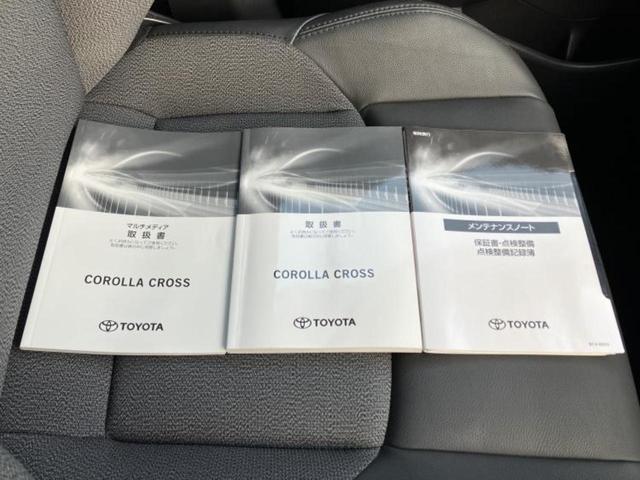 マルチメディア
取扱書
COROLLA CROSS
TOYOTA
取扱書
COROLLA CROSS
TOYOTA
メンテナンスノート
保証書・点検整備
点検整備記録簿
TOYOTA